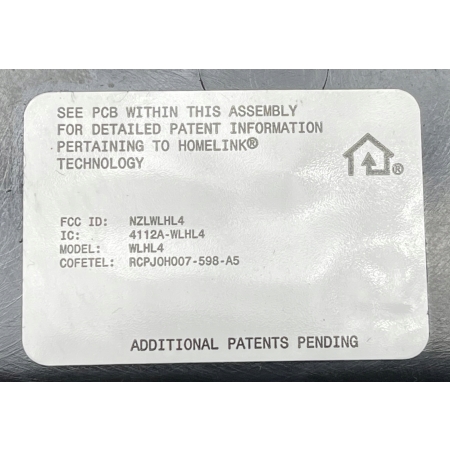 SEE PCB WITHIN THIS ASSEMBLY
FOR DETAILED PATENT INFORMATION
PERTAINING TO HOMELINK®
TECHNOLOGY
®
FCC ID: NZLWLHL4
IC: 4112A-WLHL4
MODEL: WLHL4
COFETEL: RCPJOHO07-598-A5
ADDITIONAL PATENTS PENDING